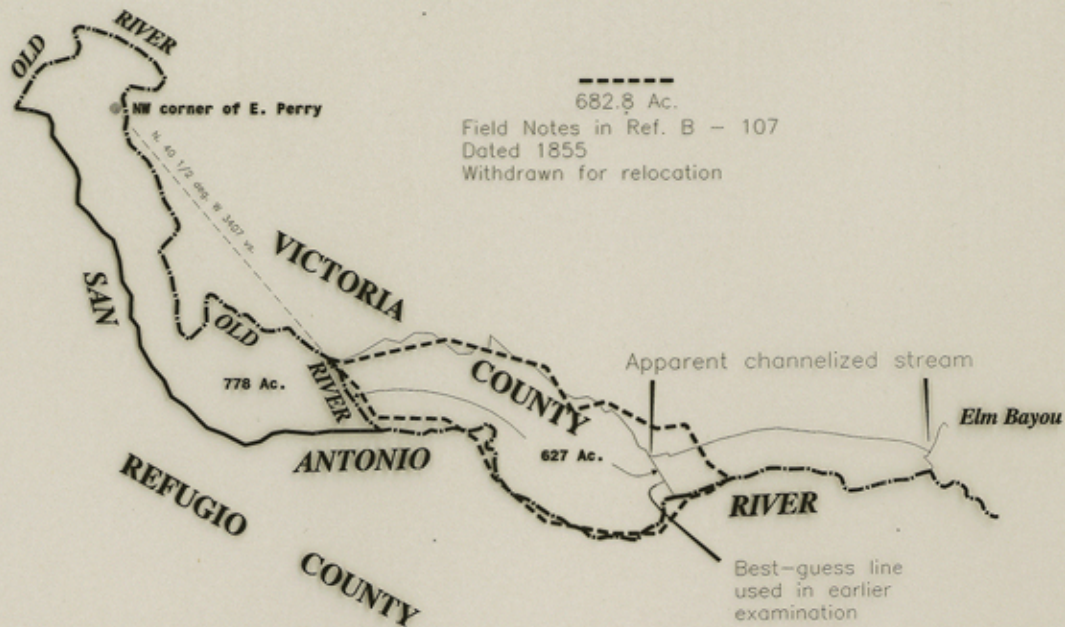 OLD
RIVER
NW corner of E. Perry
N. 40 1/2 deg. W 3407 vs.
682.8 Ac.
Field Notes in Ref. B - 107
Dated 1855
Withdrawn for relocation
VICTORIA
COUNTY
SAN
OLD
RIVER
778 Ac.
ANTONIO
REFUGIO
COUNTY
627 Ac.
Apparent channelized stream
Elm Bayou
RIVER
Best-guess line
used in earlier
examination